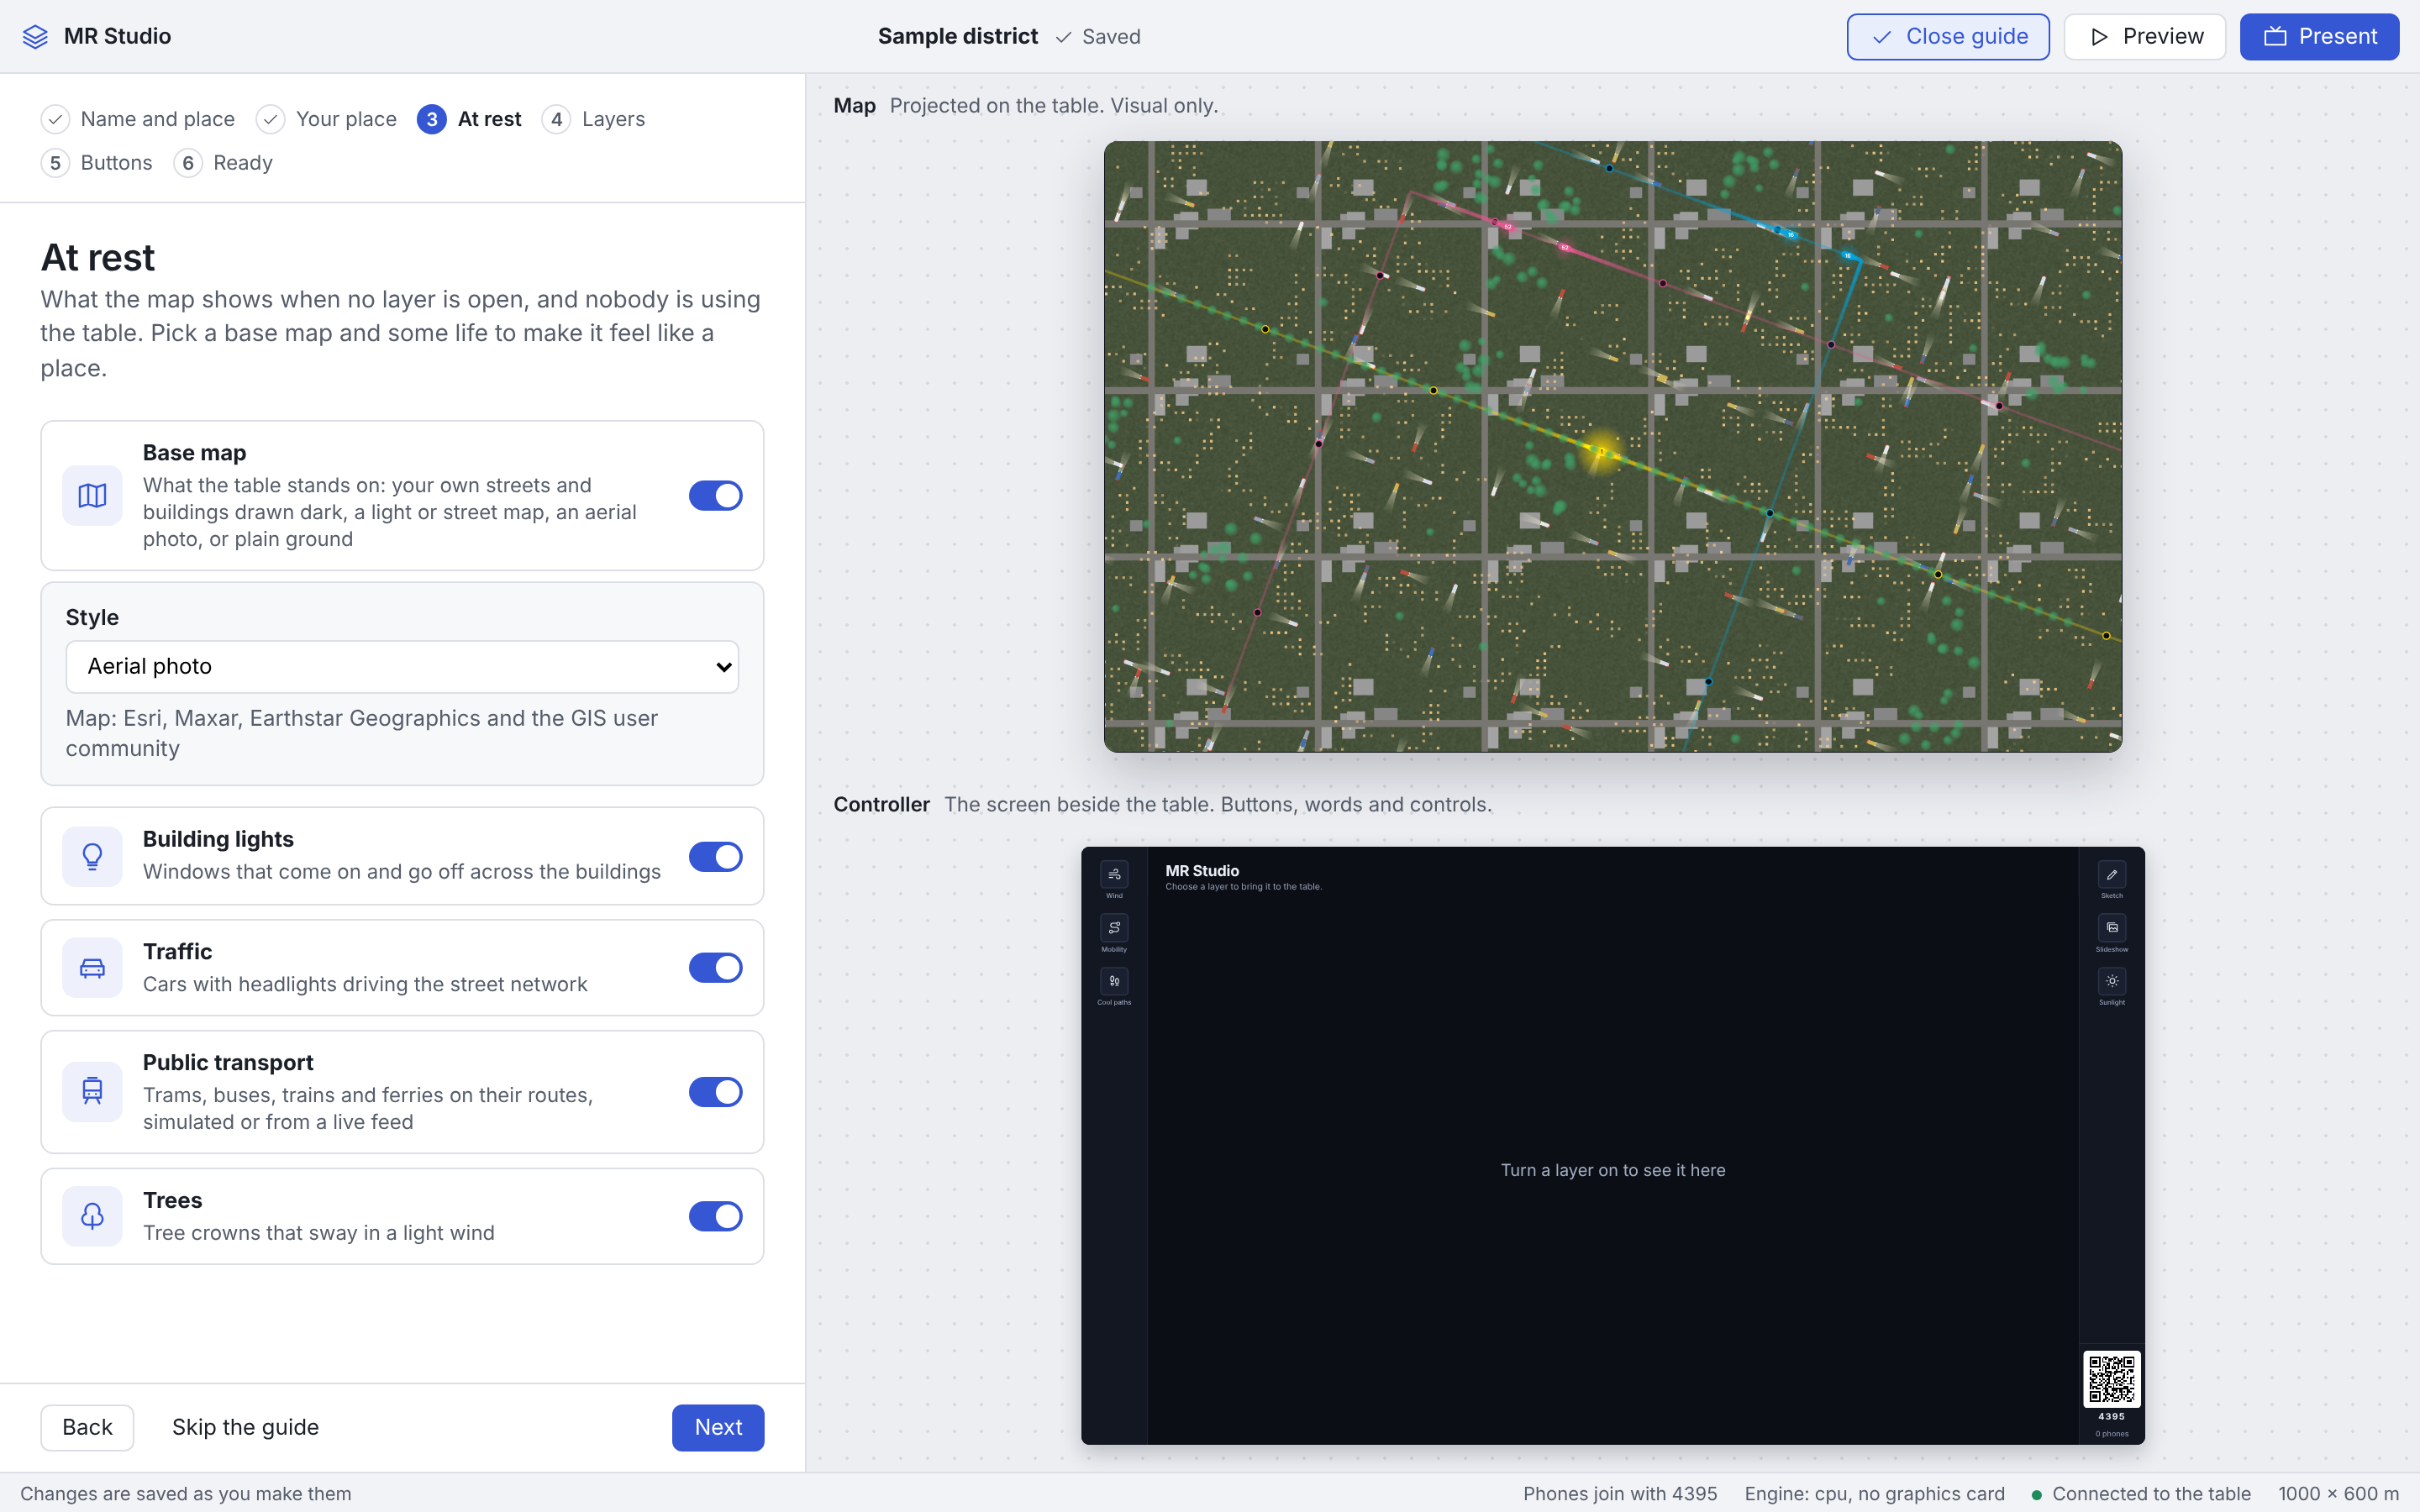 MR Studio
Sample district
Saved
Close guide
Preview
Present
Name and place
Your place
3 At rest
4 Layers
5 Buttons
6 Ready
At rest
What the map shows when no layer is open, and nobody is using
the table. Pick a base map and some life to make it feel like a
place.
Base map
What the table stands on: your own streets and
buildings drawn dark, a light or street map, an aerial
photo, or plain ground
Style
Aerial photo
Map: Esri, Maxar, Earthstar Geographics and the GIS user
community
Building lights
Windows that come on and go off across the buildings
Traffic
Cars with headlights driving the street network
Public transport
Trams, buses, trains and ferries on their routes,
simulated or from a live feed
Trees
Tree crowns that sway in a light wind
Back
Skip the guide
Next
Map Projected on the table. Visual only.
57
57
16
16
1
Controller The screen beside the table. Buttons, words and controls.
Wind
Mobility
Cool paths
MR Studio
Choose a layer to bring it to the table.
Turn a layer on to see it here
Sketch
Slideshow
Sunlight
4395
0 phones
Changes are saved as you make them
Phones join with 4395
Engine: cpu, no graphics card
Connected to the table
1000 × 600 m